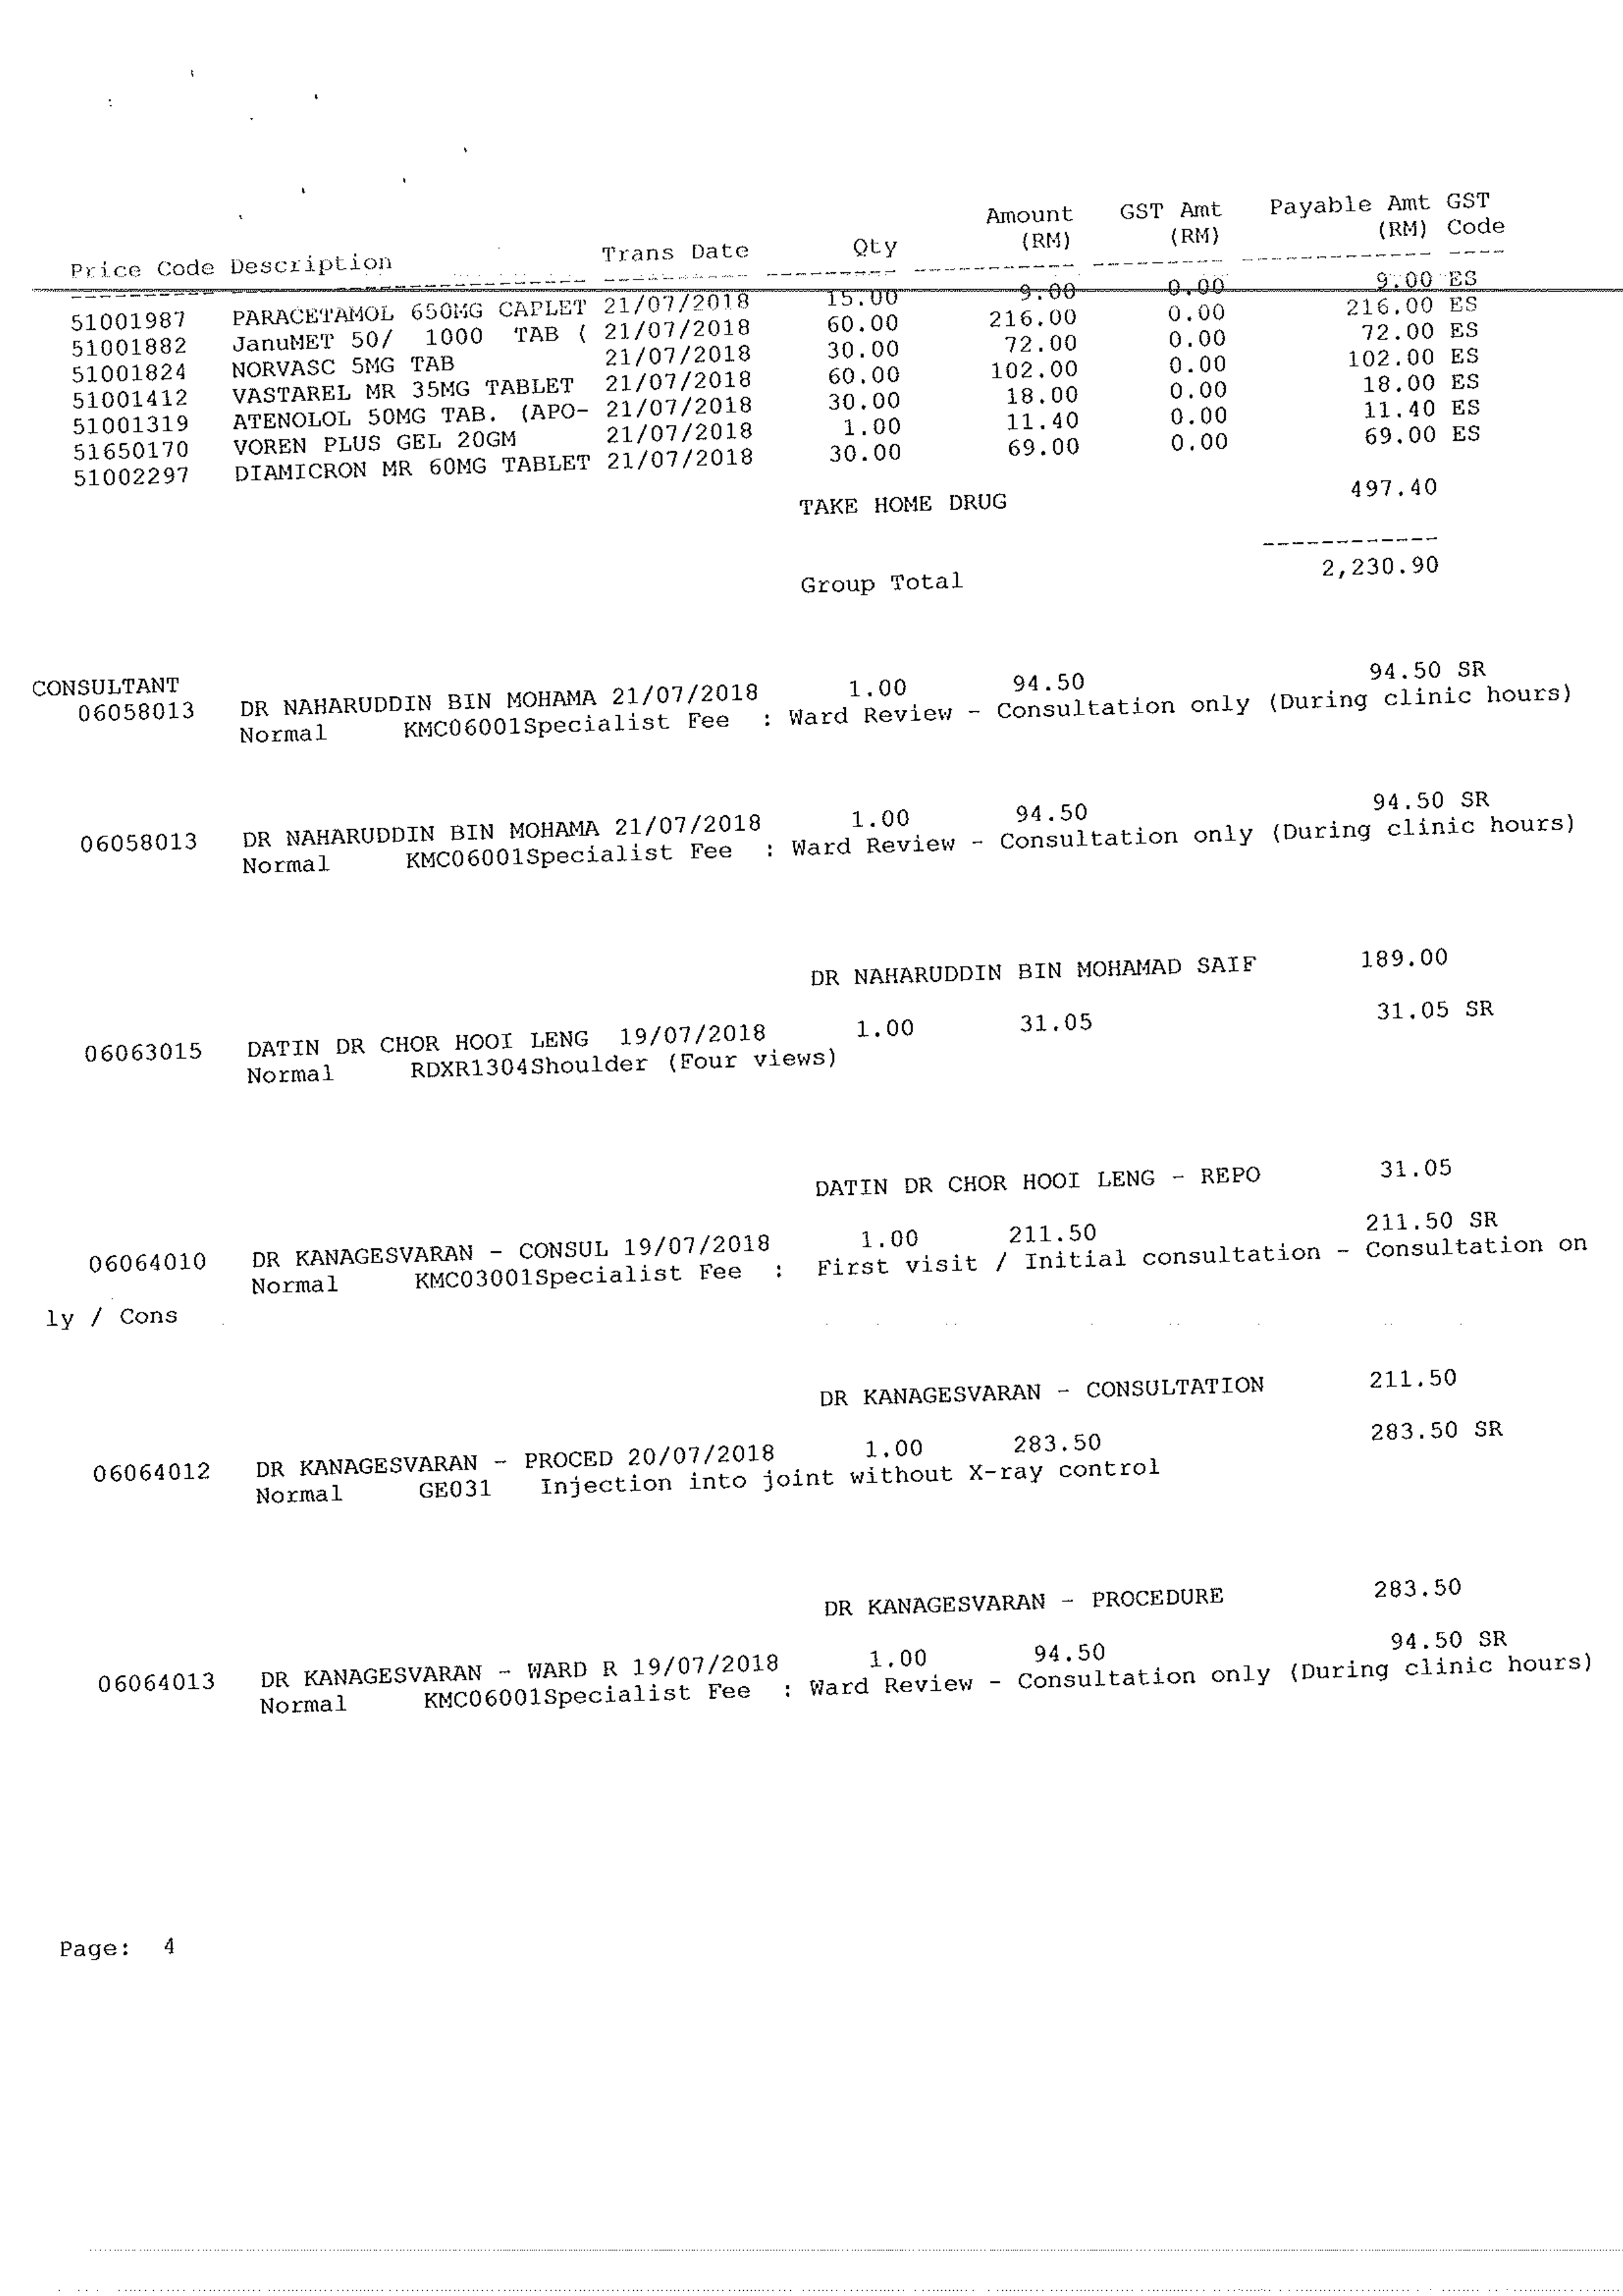 Amount GST Amt Payable Amt GST
Price Code Description Trans Date Qty (RM) (RM) (RM) Code
51001987 PARACETAMOL 650MG CAPLET 21/07/2018 15.00 9.00 0.00 9.00 ES
51001882 JanuMET 50/ 1000 TAB ( 21/07/2018 60.00 216.00 0.00 216.00 ES
51001824 NORVASC 5MG TAB 21/07/2018 30.00 72.00 0.00 72.00 ES
51001412 VASTAREL MR 35MG TABLET 21/07/2018 60.00 102.00 0.00 102.00 ES
51001319 ATENOLOL 50MG TAB. (APO- 21/07/2018 30.00 18.00 0.00 18.00 ES
51650170 VOREN PLUS GEL 20GM 21/07/2018 1.00 11.40 0.00 11.40 ES
51002297 DIAMICRON MR 60MG TABLET 21/07/2018 30.00 69.00 0.00 69.00 ES
TAKE HOME DRUG 497.40
------------
Group Total 2,230.90
CONSULTANT
06058013 DR NAHARUDDIN BIN MOHAMA 21/07/2018 1.00 94.50 94.50 SR
Normal KMC06001Specialist Fee : Ward Review - Consultation only (During clinic hours)
06058013 DR NAHARUDDIN BIN MOHAMA 21/07/2018 1.00 94.50 94.50 SR
Normal KMC06001Specialist Fee : Ward Review - Consultation only (During clinic hours)
DR NAHARUDDIN BIN MOHAMAD SAIF 189.00
06063015 DATIN DR CHOR HOOI LENG 19/07/2018 1.00 31.05 31.05 SR
Normal RDXR1304Shoulder (Four views)
DATIN DR CHOR HOOI LENG - REPO 31.05
06064010 DR KANAGESVARAN - CONSUL 19/07/2018 1.00 211.50 211.50 SR
Normal KMC03001Specialist Fee : First visit / Initial consultation - Consultation on
ly / Cons
DR KANAGESVARAN - CONSULTATION 211.50
06064012 DR KANAGESVARAN - PROCED 20/07/2018 1.00 283.50 283.50 SR
Normal GE031 Injection into joint without X-ray control
DR KANAGESVARAN - PROCEDURE 283.50
06064013 DR KANAGESVARAN - WARD R 19/07/2018 1.00 94.50 94.50 SR
Normal KMC06001Specialist Fee : Ward Review - Consultation only (During clinic hours)
Page: 4